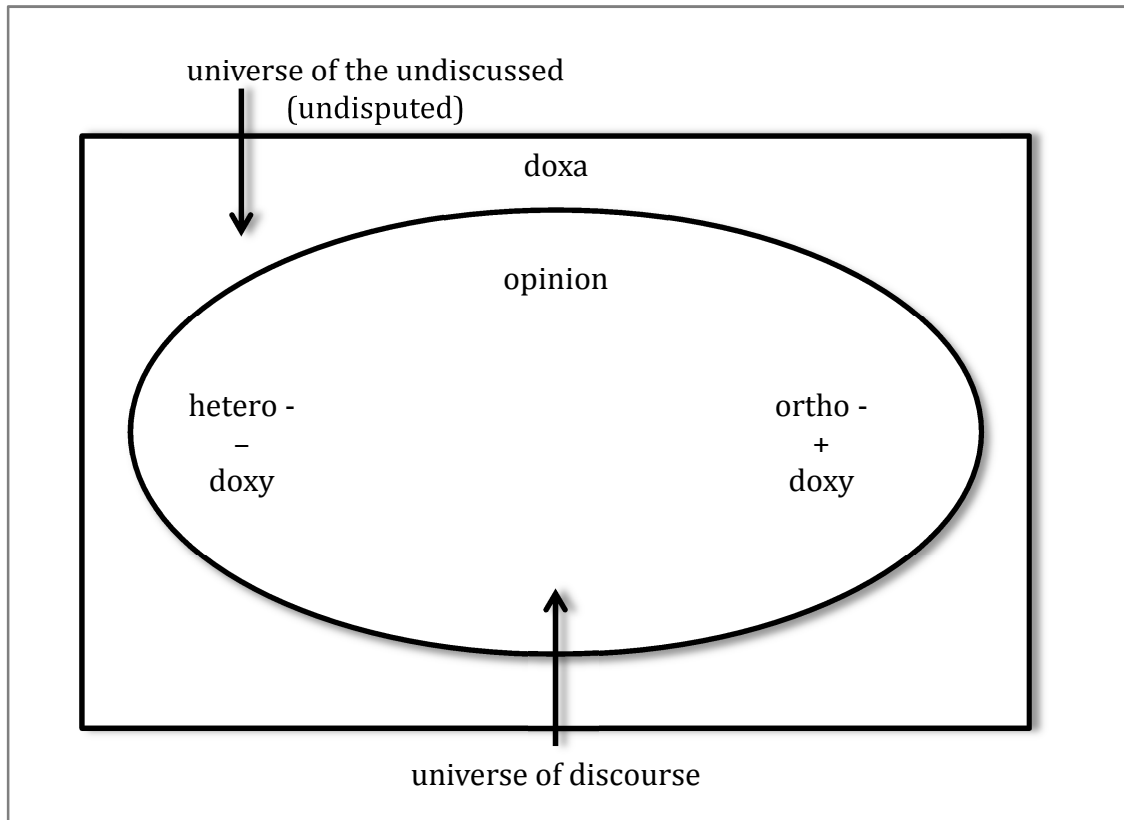 universe of the undiscussed
(undisputed)
doxa
opinion
hetero -
–
doxy
ortho -
+
doxy
universe of discourse